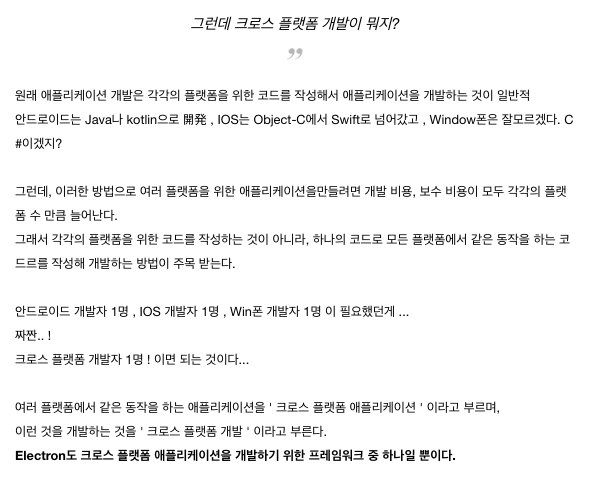 그런데 크로스 플랫폼 개발이 뭐지?
”
원래 애플리케이션 개발은 각각의 플랫폼을 위한 코드를 작성해서 애플리케이션을 개발하는 것이 일반적
안드로이드는 Java나 kotlin으로 開発 , IOS는 Object-C에서 Swift로 넘어갔고 , Window폰은 잘모르겠다. C
#이겠지?
그런데, 이러한 방법으로 여러 플랫폼을 위한 애플리케이션을만들려면 개발 비용, 보수 비용이 모두 각각의 플랫
폼 수 만큼 늘어난다.
그래서 각각의 플랫폼을 위한 코드를 작성하는 것이 아니라, 하나의 코드로 모든 플랫폼에서 같은 동작을 하는 코
드르를 작성해 개발하는 방법이 주목 받는다.
안드로이드 개발자 1명 , IOS 개발자 1명 , Win폰 개발자 1명 이 필요했던게 ...
짜짠.. !
크로스 플랫폼 개발자 1명 ! 이면 되는 것이다...
여러 플랫폼에서 같은 동작을 하는 애플리케이션을 ' 크로스 플랫폼 애플리케이션 ' 이라고 부르며,
이런 것을 개발하는 것을 ' 크로스 플랫폼 개발 ' 이라고 부른다.
Electron도 크로스 플랫폼 애플리케이션을 개발하기 위한 프레임워크 중 하나일 뿐이다.